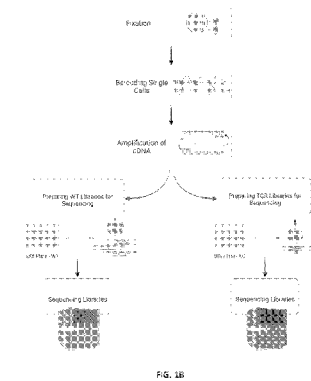 Fixation
Barcoding Single
Cells
Amplification of
cDNA
Preparing WT Libraries for
Sequencing
Preparing TCR Libraries for
Sequencing
Sequencing Libraries
Sequencing Libraries
FIG. 1B